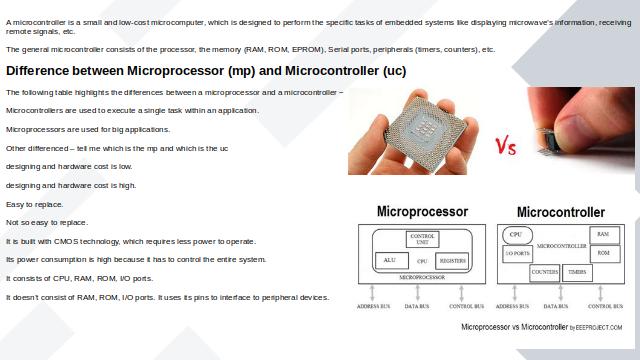 A microcontroller is a small and low-cost microcomputer, which is designed to perform the specific tasks of embedded systems like displaying microwave's information, receiving
remote signals, etc.
The general microcontroller consists of the processor, the memory (RAM, ROM, EPROM), Serial ports, peripherals (timers, counters), etc.
Difference between Microprocessor (mp) and Microcontroller (uc)
The following table highlights the differences between a microprocessor and a microcontroller −
Microcontrollers are used to execute a single task within an application.
Microprocessors are used for big applications.
Other differenced – tell me which is the mp and which is the uc
designing and hardware cost is low.
designing and hardware cost is high.
Easy to replace.
Not so easy to replace.
It is built with CMOS technology, which requires less power to operate.
Its power consumption is high because it has to control the entire system.
It consists of CPU, RAM, ROM, I/O ports.
It doesn't consist of RAM, ROM, I/O ports. It uses its pins to interface to peripheral devices.
Vs
Microprocessor
CONTROL
UNIT
ALU
CPU
REGISTERS
MICROPROCESSOR
ADDRESS BUS
DATA BUS
CONTROL BUS
Microcontroller
CPU
RAM
MICROCONTROLLER
I/O PORTS
ROM
COUNTERS
TIMERS
ADDRESS BUS
DATA BUS
CONTROL BUS
Microprocessor vs Microcontroller by EEEPROJECT.COM